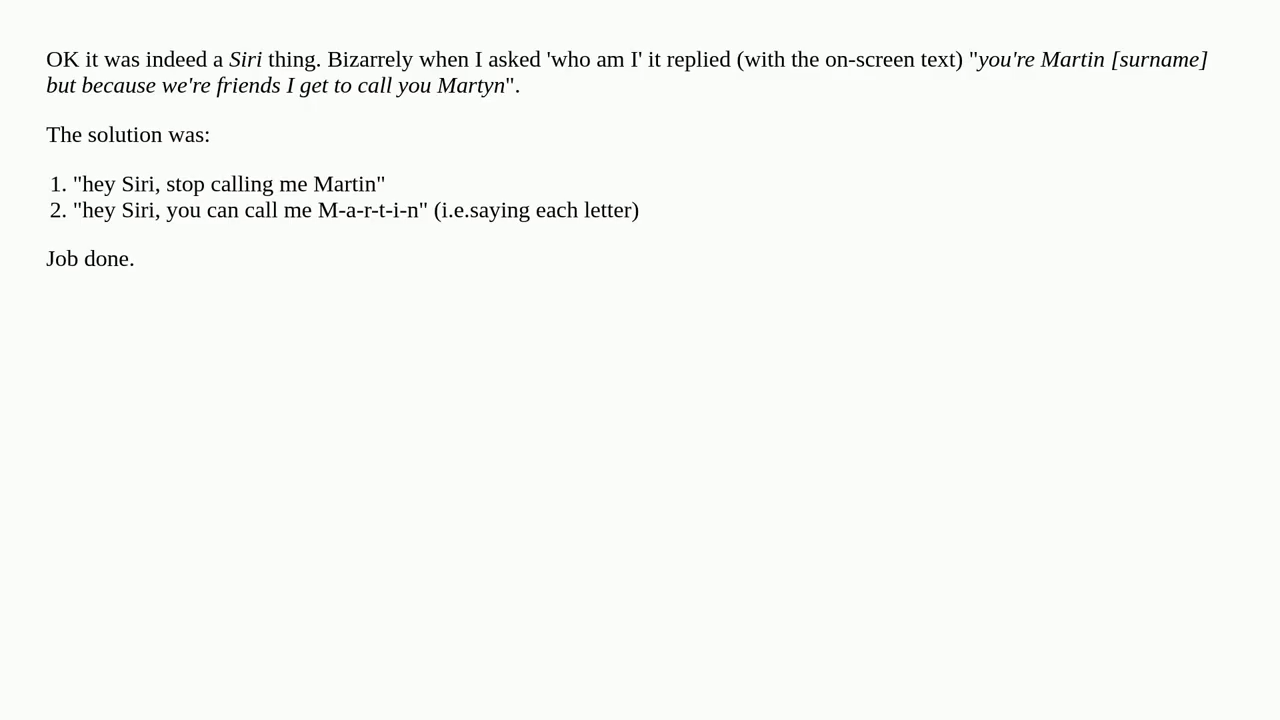 OK it was indeed a Siri thing. Bizarrely when I asked 'who am I' it replied (with the on-screen text) "you're Martin [surname]
but because we're friends I get to call you Martyn".
The solution was:
1. "hey Siri, stop calling me Martin"
2. "hey Siri, you can call me M-a-r-t-i-n" (i.e.saying each letter)
Job done.